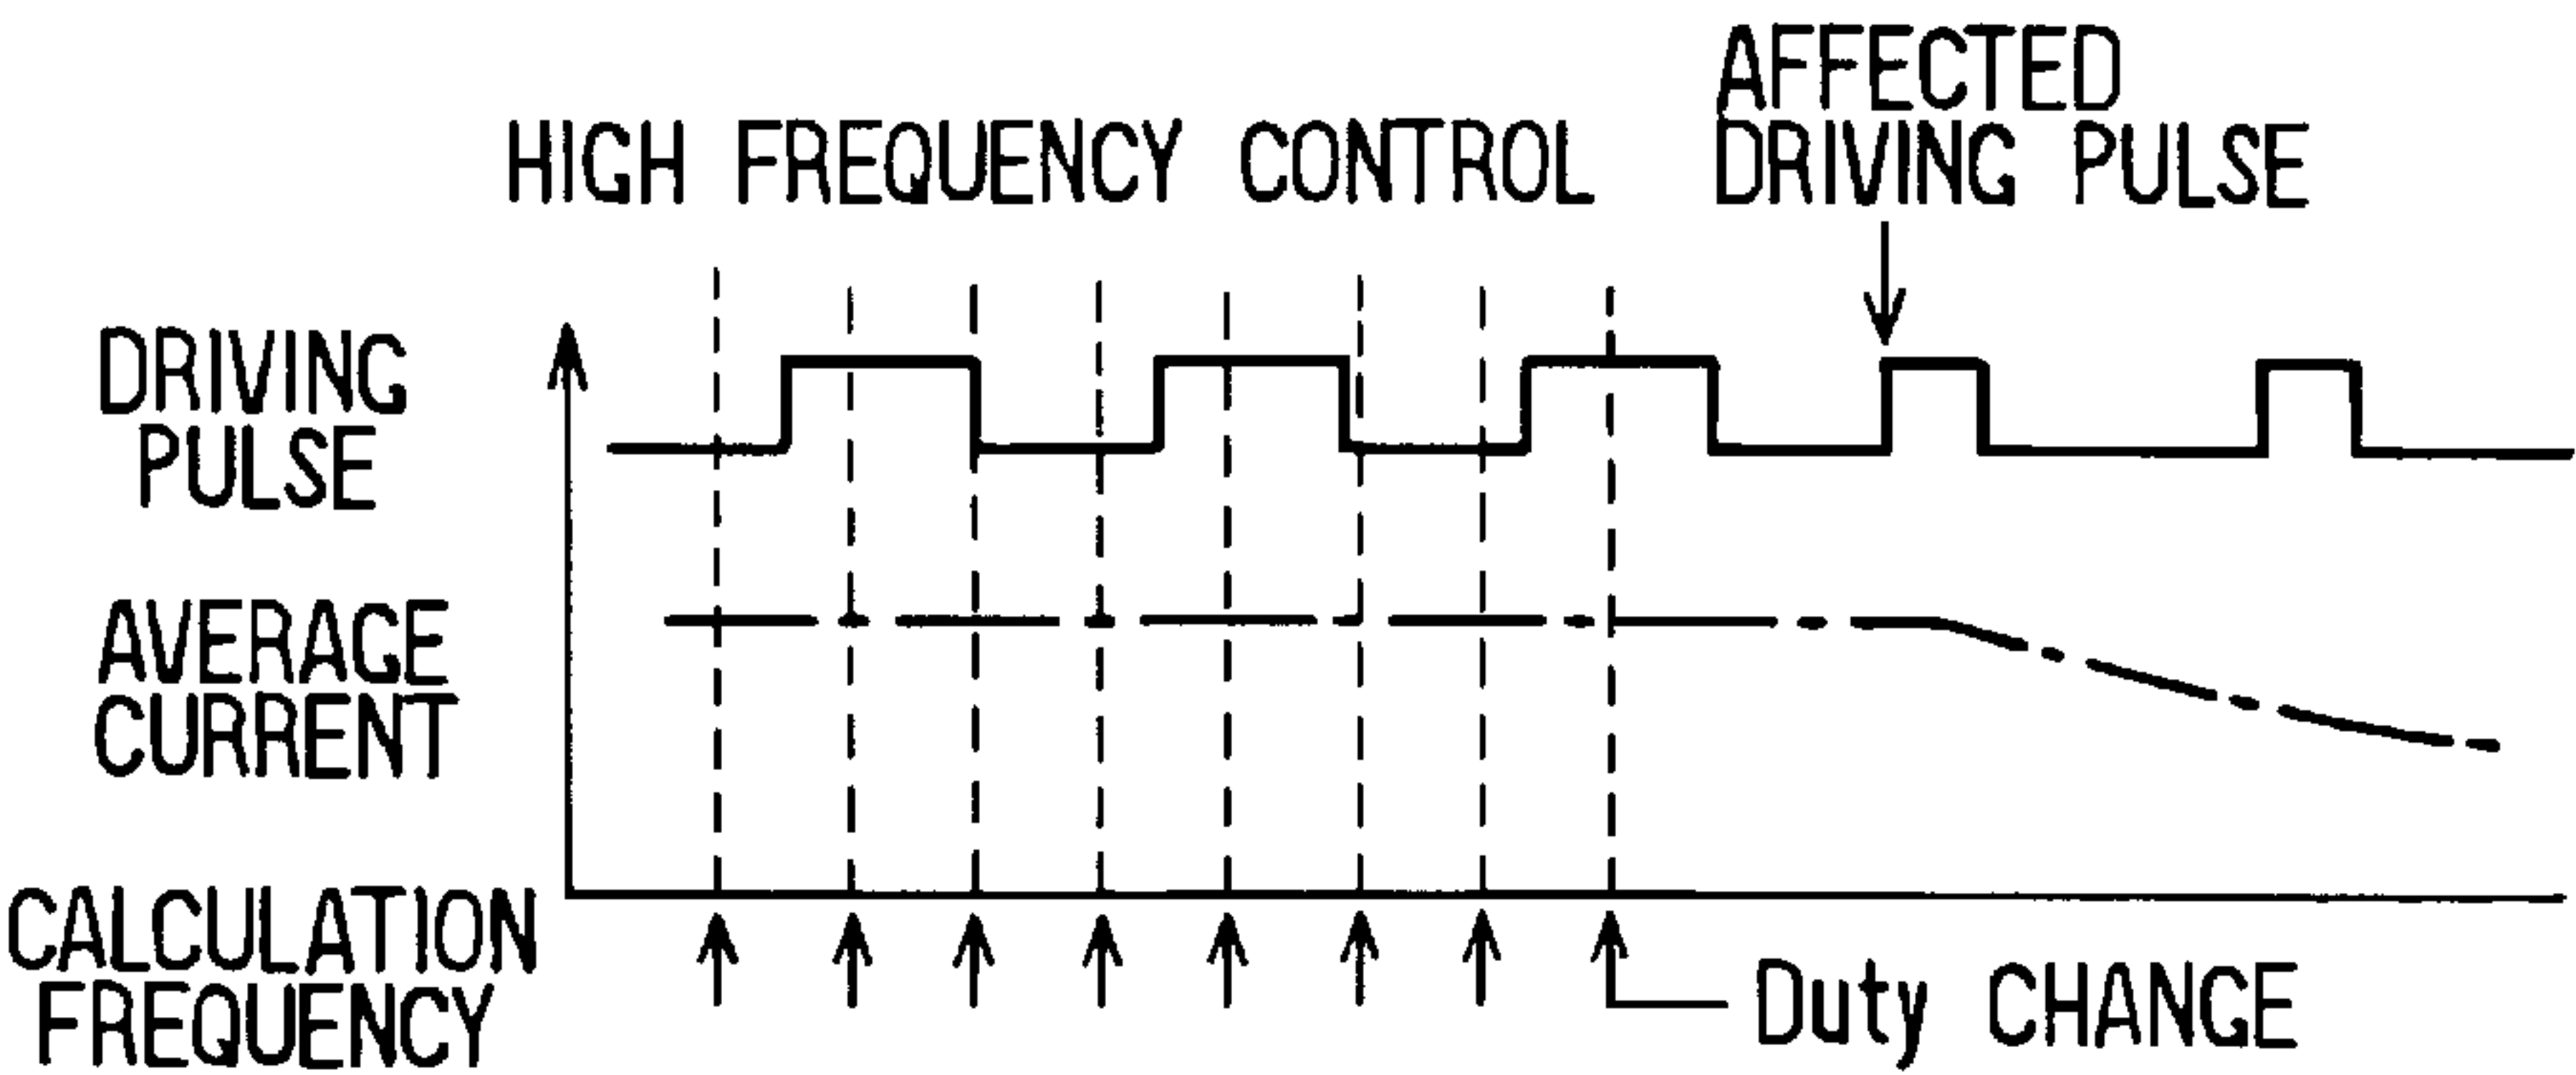 HIGH FREQUENCY CONTROL
AFFECTED
DRIVING PULSE
DRIVING
PULSE
AVERAGE
CURRENT
CALCULATION
FREQUENCY
Duty CHANGE